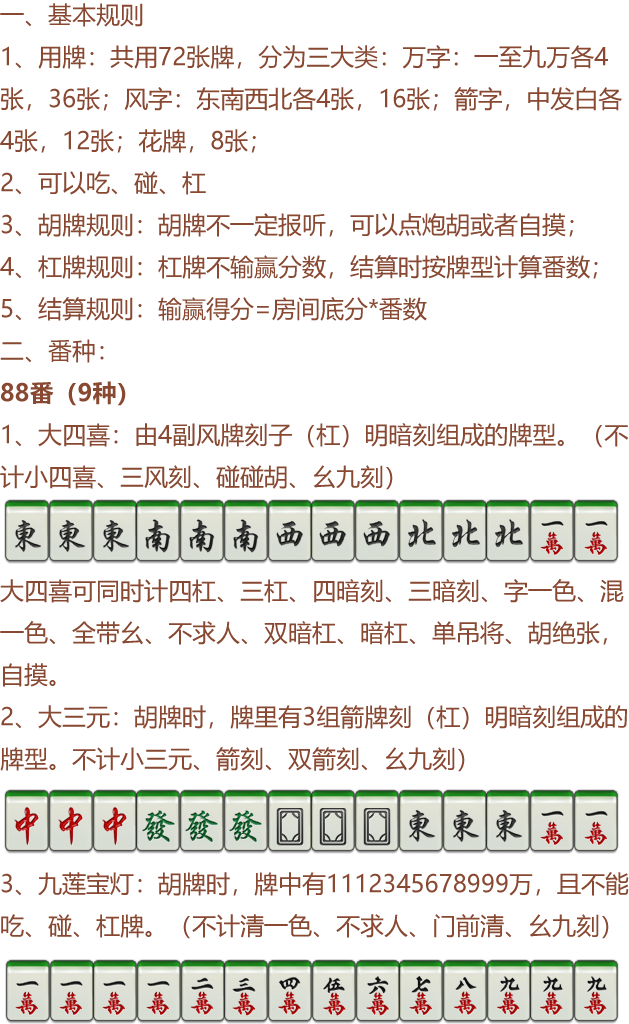 一、基本规则
1、用牌：共用72张牌，分为三大类：万字：一至九万各4
张，36张；风字：东南西北各4张，16张；箭字，中发白各
4张，12张；花牌，8张；
2、可以吃、碰、杠
3、胡牌规则：胡牌不一定报听，可以点炮胡或者自摸；
4、杠牌规则：杠牌不输赢分数，结算时按牌型计算番数；
5、结算规则：输赢得分=房间底分*番数
二、番种：
88番（9种）
1、大四喜：由4副风牌刻子（杠）明暗刻组成的牌型。（不
计小四喜、三风刻、碰碰胡、幺九刻）
東 東 東 南 南 南 西 西 西 北 北 北 一萬 一萬
大四喜可同时计四杠、三杠、四暗刻、三暗刻、字一色、混
一色、全带幺、不求人、双暗杠、暗杠、单吊将、胡绝张，
自摸。
2、大三元：胡牌时，牌里有3组箭牌刻（杠）明暗刻组成的
牌型。不计小三元、箭刻、双箭刻、幺九刻）
中 中 中 發 發 發 東 東 東 一萬 一萬
3、九莲宝灯：胡牌时，牌中有1112345678999万，且不能
吃、碰、杠牌。（不计清一色、不求人、门前清、幺九刻）
一萬 一萬 一萬 一萬 二萬 三萬 四萬 伍萬 六萬 七萬 八萬 九萬 九萬 九萬